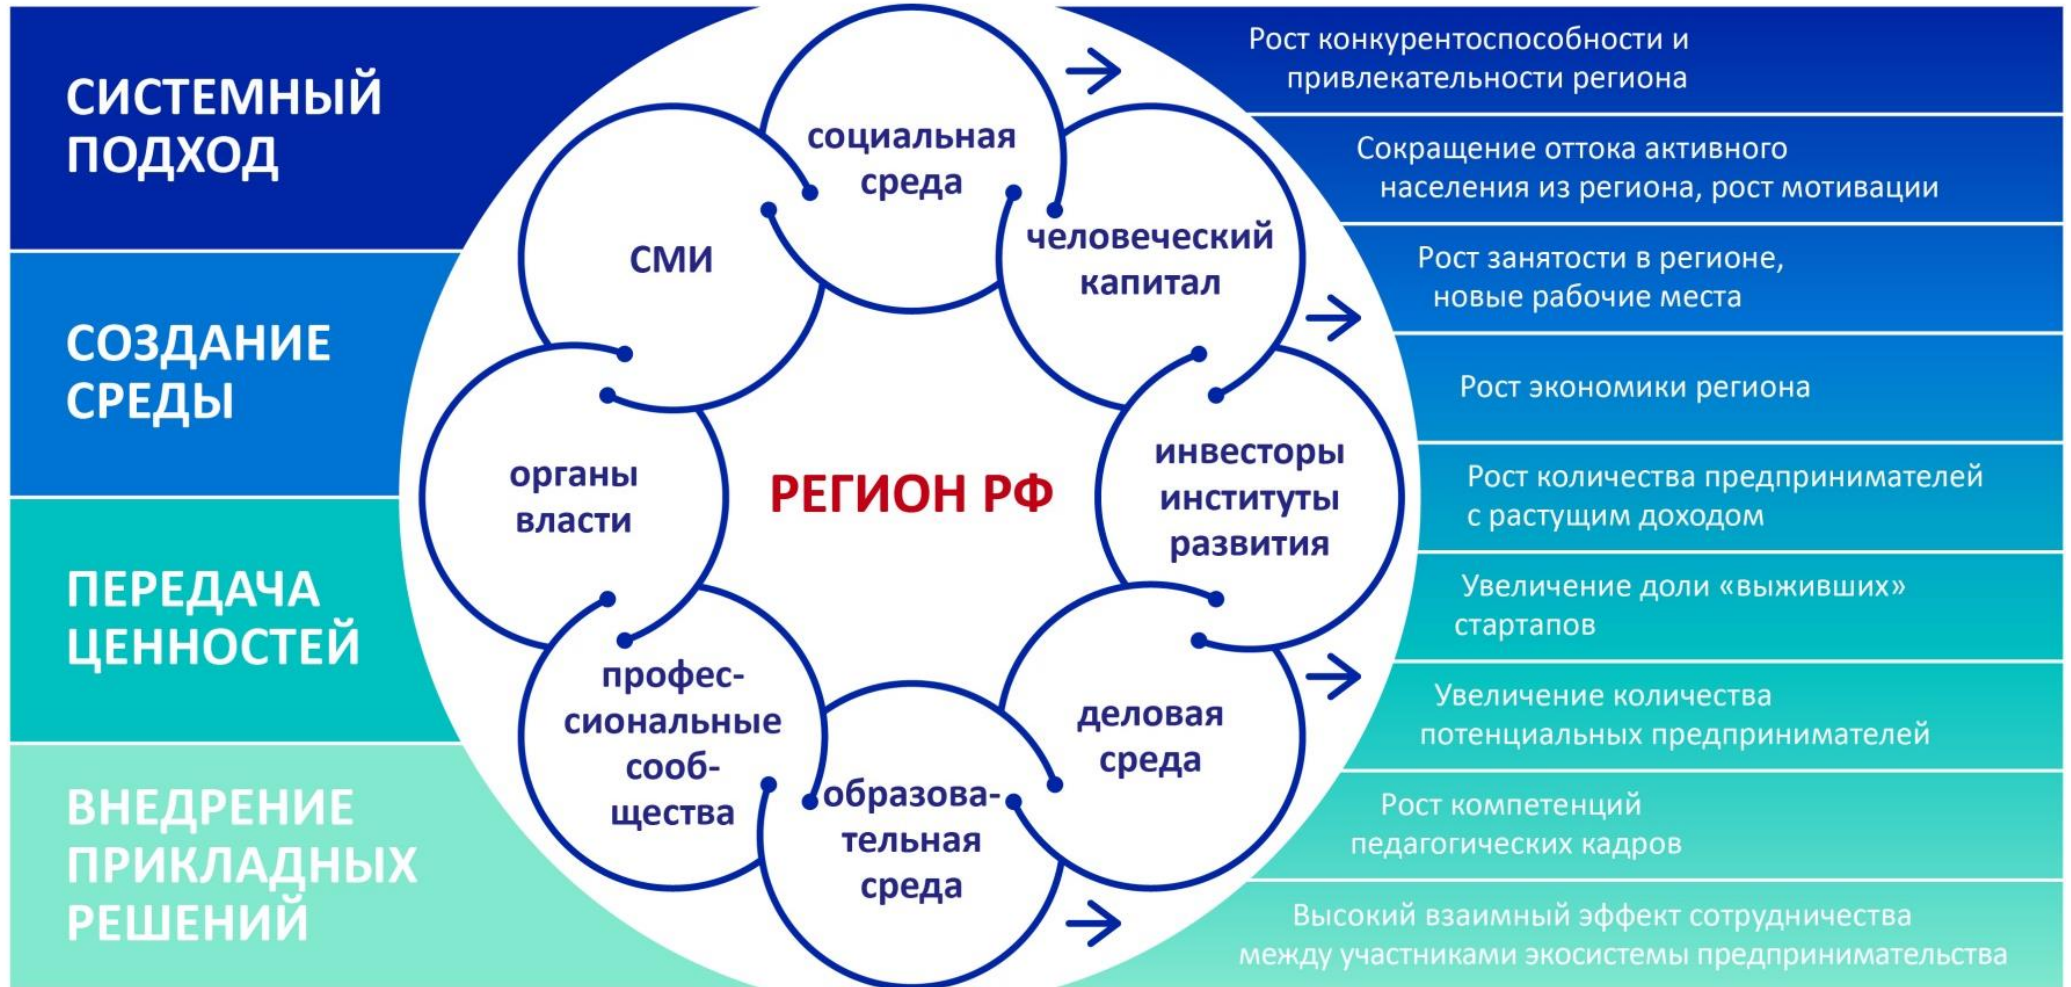 СИСТЕМНЫЙ
ПОДХОД
СОЗДАНИЕ
СРЕДЫ
ПЕРЕДАЧА
ЦЕННОСТЕЙ
ВНЕДРЕНИЕ
ПРИКЛАДНЫХ
РЕШЕНИЙ
социальная
среда
человеческий
капитал
инвесторы
институты
развития
деловая
среда
образова-
тельная
среда
профес-
сиональные
сооб-
щества
органы
власти
СМИ
РЕГИОН РФ
Рост конкурентоспособности и
привлекательности региона
Сокращение оттока активного
населения из региона, рост мотивации
Рост занятости в регионе,
новые рабочие места
Рост экономики региона
Рост количества предпринимателей
с растущим доходом
Увеличение доли «выживших»
стартапов
Увеличение количества
потенциальных предпринимателей
Рост компетенций
педагогических кадров
Высокий взаимный эффект сотрудничества
между участниками экосистемы предпринимательства